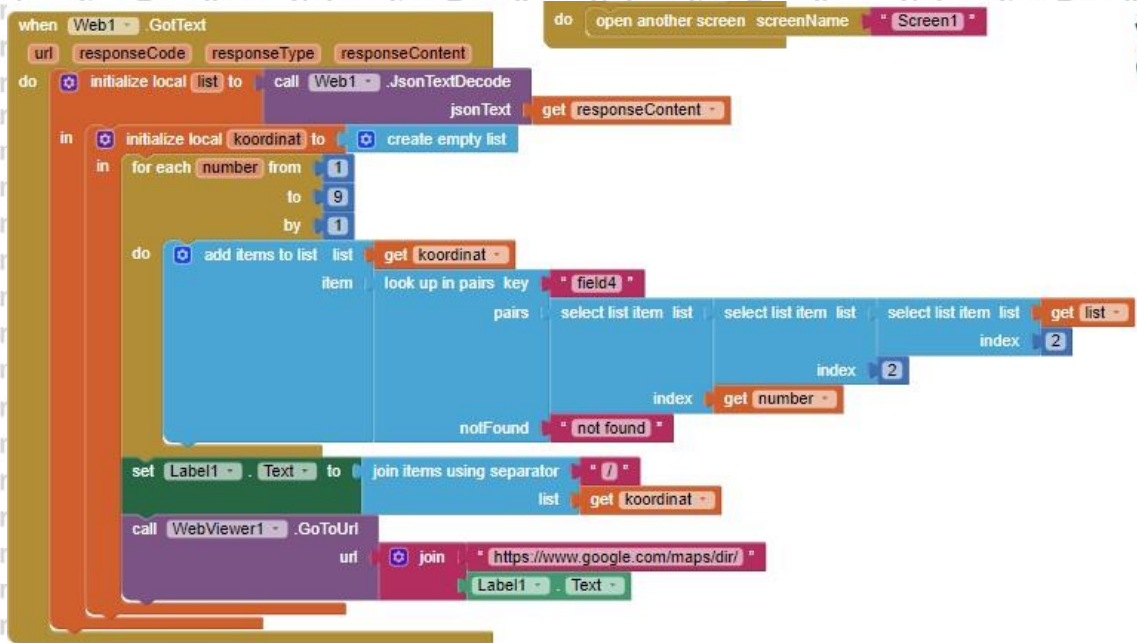 when Web1 .GotText
url responseCode responseType responseContent
do initialize local list to call Web1 .JsonTextDecode
jsonText get responseContent
in initialize local koordinat to create empty list
in for each number from 1
to 9
by 1
do add items to list list get koordinat
item look up in pairs key " field4 "
pairs select list item list select list item list select list item list get list
index 2
index 2
index get number
notFound " not found "
set Label1 . Text to join items using separator " / "
list get koordinat
call WebViewer1 .GoToUrl
url join " https://www.google.com/maps/dir/ "
Label1 . Text
do open another screen screenName " Screen1 "